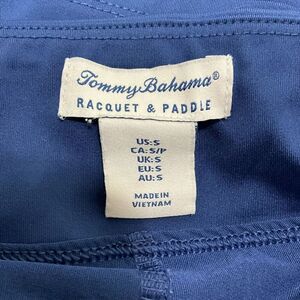 Tommy Bahama®
RACQUET & PADDLE
US:S
CA:S/P
UK:S
EU:S
AU:S
MADE IN
VIETNAM